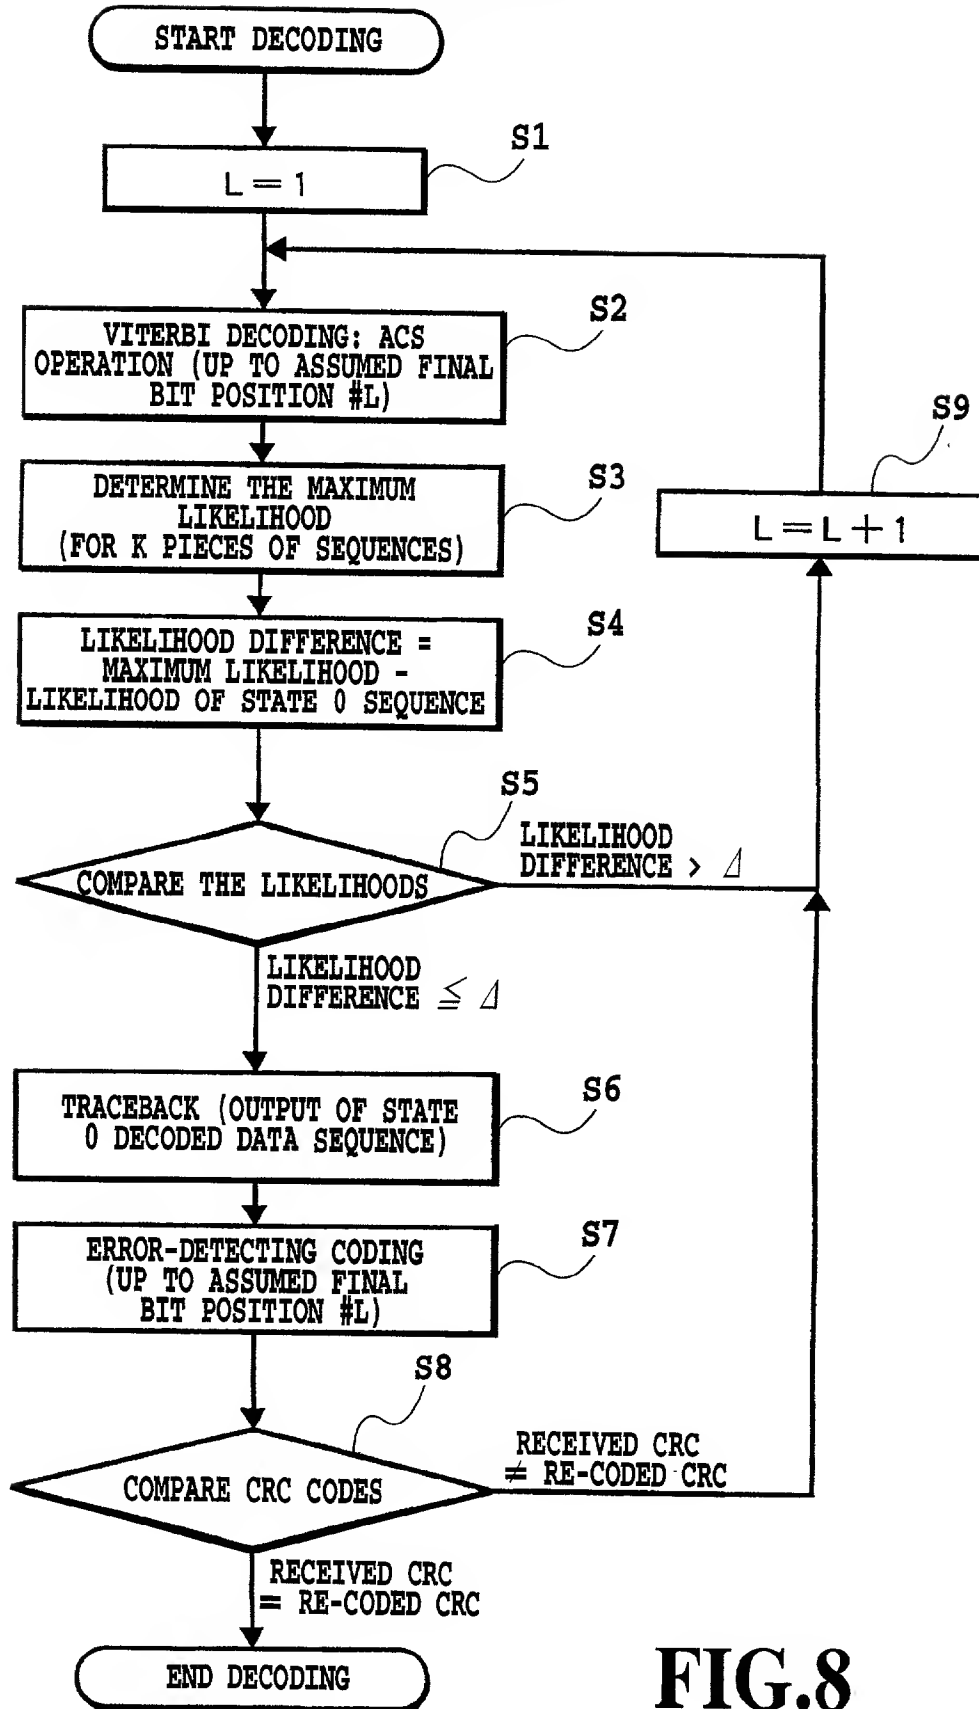 START DECODING
S1
L = 1
S2
VITERBI DECODING: ACS
OPERATION (UP TO ASSUMED FINAL
BIT POSITION #L)
S9
L = L + 1
S3
DETERMINE THE MAXIMUM
LIKELIHOOD
(FOR K PIECES OF SEQUENCES)
S4
LIKELIHOOD DIFFERENCE =
MAXIMUM LIKELIHOOD -
LIKELIHOOD OF STATE 0 SEQUENCE
S5
COMPARE THE LIKELIHOODS
LIKELIHOOD
DIFFERENCE > Δ
LIKELIHOOD
DIFFERENCE ≦ Δ
S6
TRACEBACK (OUTPUT OF STATE
0 DECODED DATA SEQUENCE)
S7
ERROR-DETECTING CODING
(UP TO ASSUMED FINAL
BIT POSITION #L)
S8
COMPARE CRC CODES
RECEIVED CRC
≠ RE-CODED CRC
RECEIVED CRC
= RE-CODED CRC
END DECODING
FIG.8